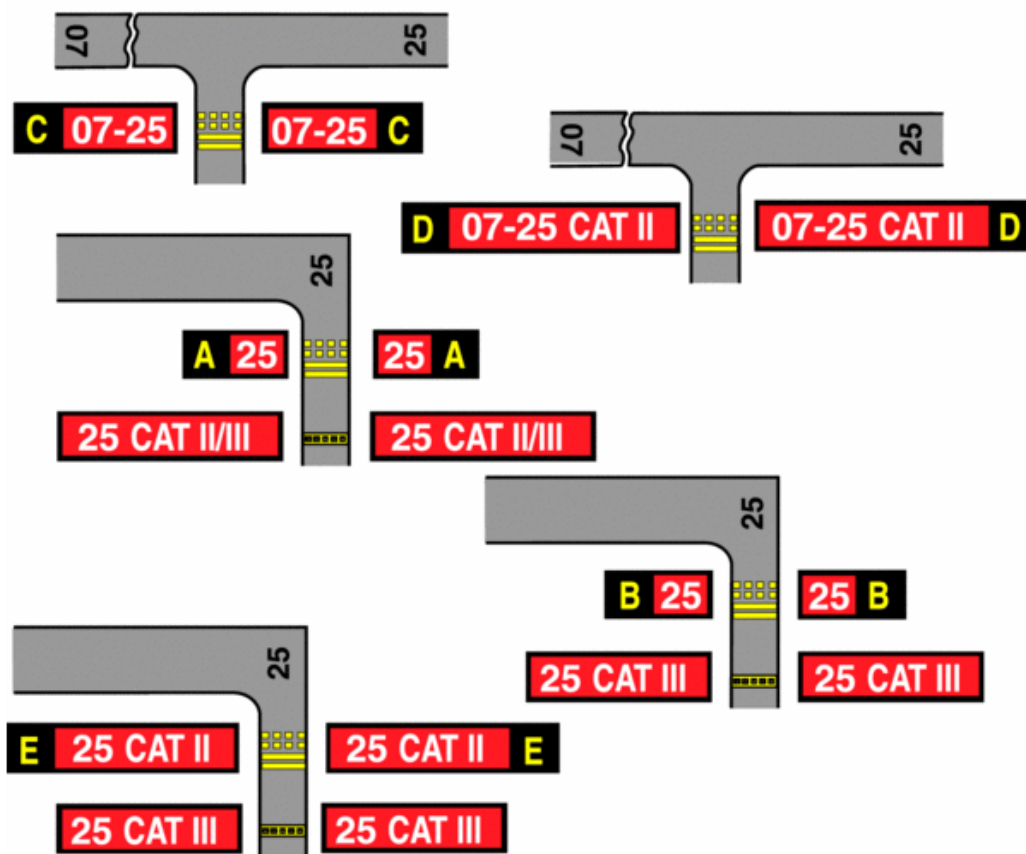 07 25
C 07-25 07-25 C
07 25
D 07-25 CAT II 07-25 CAT II D
25
A 25 25 A
25 CAT II/III 25 CAT II/III
25
B 25 25 B
25 CAT III 25 CAT III
25
E 25 CAT II 25 CAT II E
25 CAT III 25 CAT III